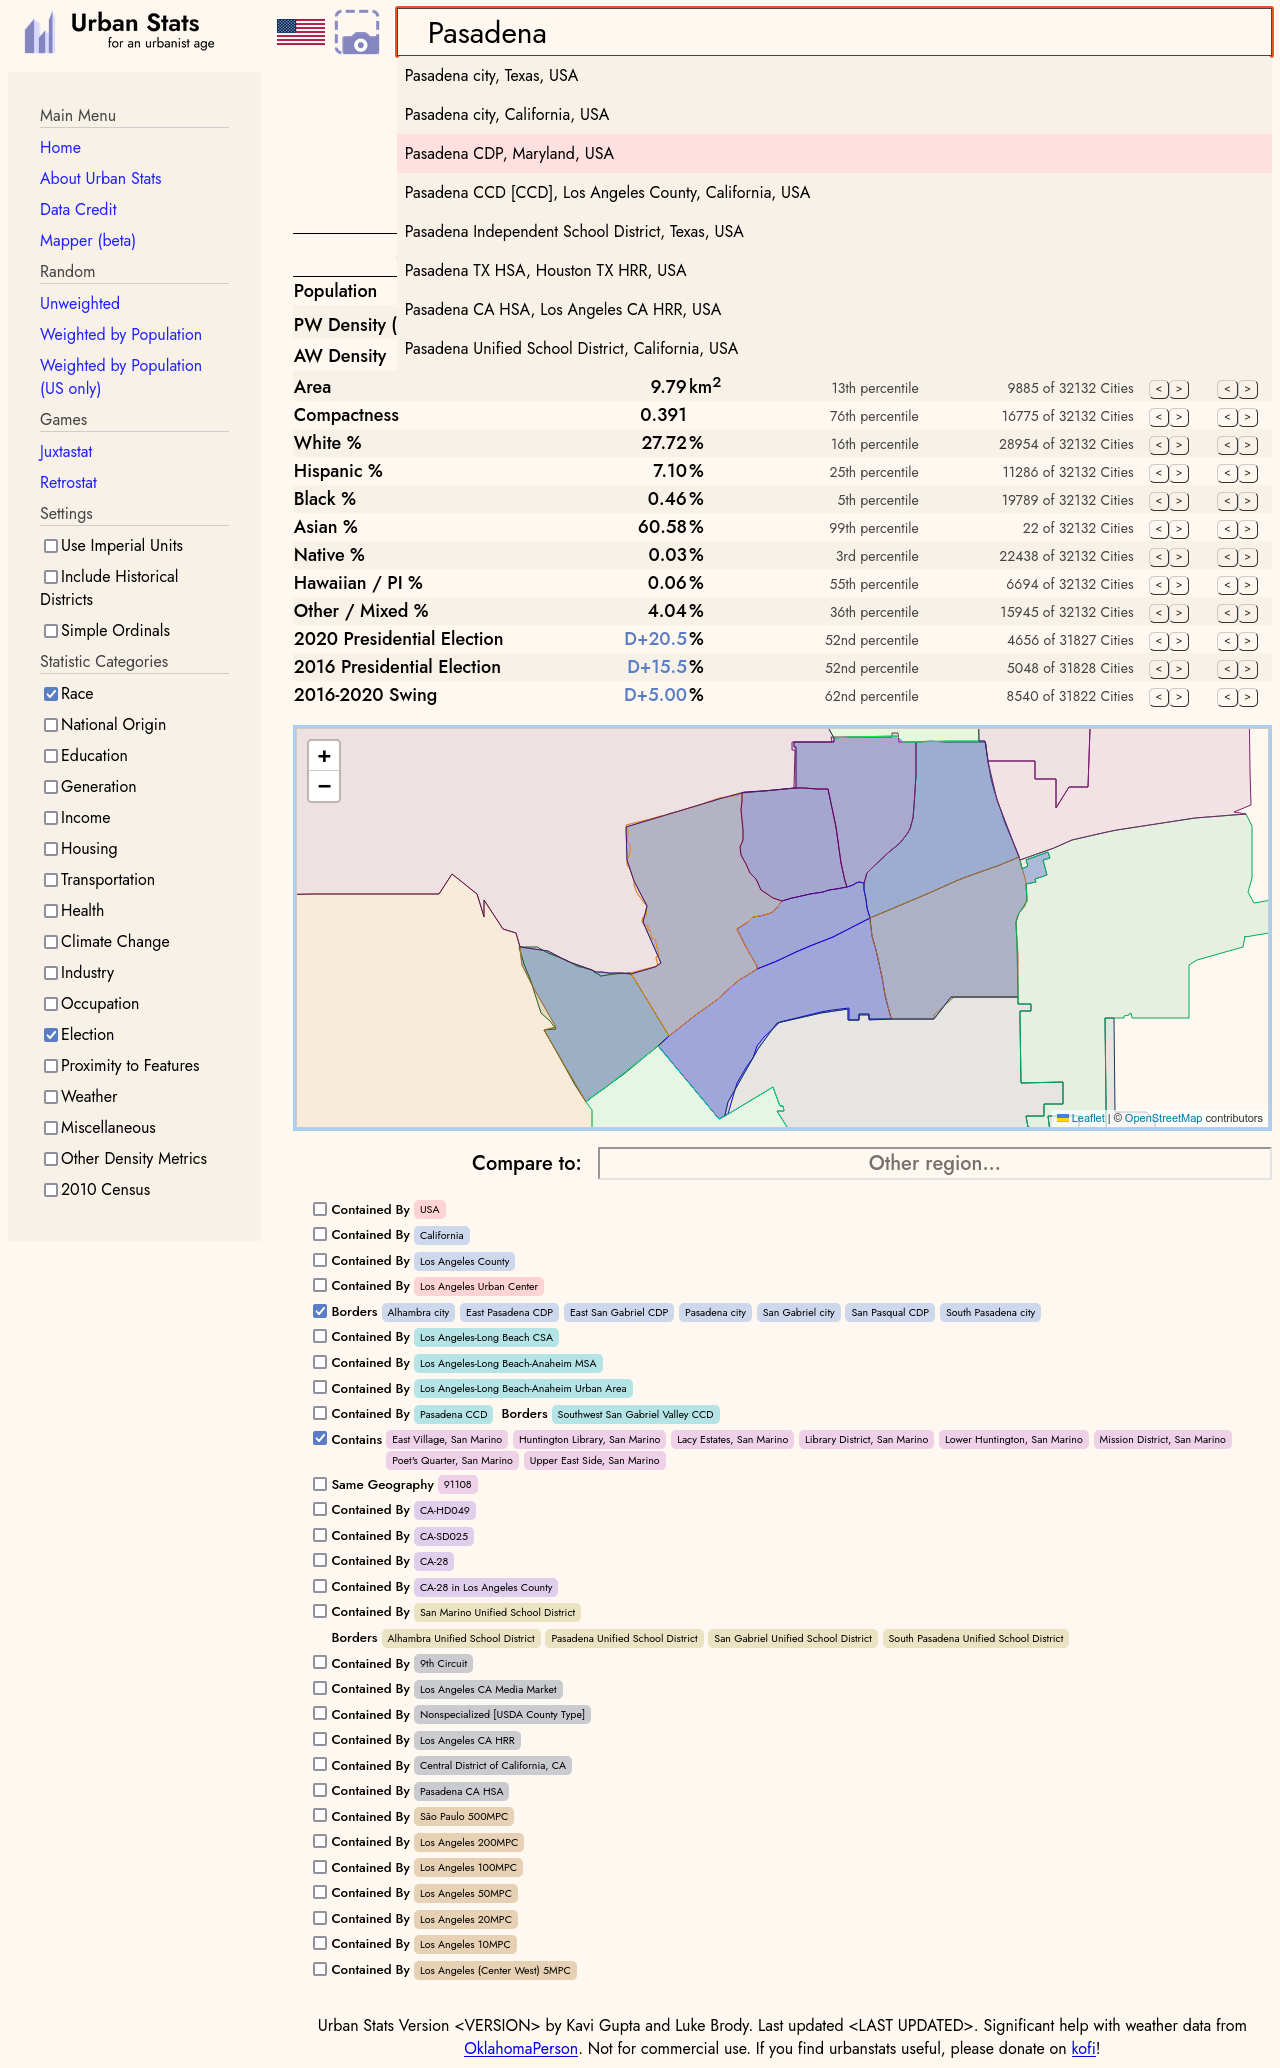 Urban Stats
for an urbanist age
Pasadena
Pasadena city, Texas, USA
Pasadena city, California, USA
Pasadena CDP, Maryland, USA
Pasadena CCD [CCD], Los Angeles County, California, USA
Pasadena Independent School District, Texas, USA
Pasadena TX HSA, Houston TX HRR, USA
Pasadena CA HSA, Los Angeles CA HRR, USA
Pasadena Unified School District, California, USA
Main Menu
Home
About Urban Stats
Data Credit
Mapper (beta)
Random
Unweighted
Weighted by Population
Weighted by Population
(US only)
Games
Juxtastat
Retrostat
Settings
Use Imperial Units
Include Historical
Districts
Simple Ordinals
Statistic Categories
Race
National Origin
Education
Generation
Income
Housing
Transportation
Health
Climate Change
Industry
Occupation
Election
Proximity to Features
Weather
Miscellaneous
Other Density Metrics
2010 Census
Population
PW Density (
AW Density
Area 9.79 km² 13th percentile 9885 of 32132 Cities < > < >
Compactness 0.391 76th percentile 16775 of 32132 Cities < > < >
White % 27.72% 16th percentile 28954 of 32132 Cities < > < >
Hispanic % 7.10% 25th percentile 11286 of 32132 Cities < > < >
Black % 0.46% 5th percentile 19789 of 32132 Cities < > < >
Asian % 60.58% 99th percentile 22 of 32132 Cities < > < >
Native % 0.03% 3rd percentile 22438 of 32132 Cities < > < >
Hawaiian / PI % 0.06% 55th percentile 6694 of 32132 Cities < > < >
Other / Mixed % 4.04% 36th percentile 15945 of 32132 Cities < > < >
2020 Presidential Election D+20.5% 52nd percentile 4656 of 31827 Cities < > < >
2016 Presidential Election D+15.5% 52nd percentile 5048 of 31828 Cities < > < >
2016-2020 Swing D+5.00% 62nd percentile 8540 of 31822 Cities < > < >
+
−
Leaflet | © OpenStreetMap contributors
Compare to: Other region...
Contained By USA
Contained By California
Contained By Los Angeles County
Contained By Los Angeles Urban Center
Borders Alhambra city East Pasadena CDP East San Gabriel CDP Pasadena city San Gabriel city San Pasqual CDP South Pasadena city
Contained By Los Angeles-Long Beach CSA
Contained By Los Angeles-Long Beach-Anaheim MSA
Contained By Los Angeles-Long Beach-Anaheim Urban Area
Contained By Pasadena CCD Borders Southwest San Gabriel Valley CCD
Contains East Village, San Marino Huntington Library, San Marino Lacy Estates, San Marino Library District, San Marino Lower Huntington, San Marino Mission District, San Marino
Poet's Quarter, San Marino Upper East Side, San Marino
Same Geography 91108
Contained By CA-HD049
Contained By CA-SD025
Contained By CA-28
Contained By CA-28 in Los Angeles County
Contained By San Marino Unified School District
Borders Alhambra Unified School District Pasadena Unified School District San Gabriel Unified School District South Pasadena Unified School District
Contained By 9th Circuit
Contained By Los Angeles CA Media Market
Contained By Nonspecialized [USDA County Type]
Contained By Los Angeles CA HRR
Contained By Central District of California, CA
Contained By Pasadena CA HSA
Contained By São Paulo 500MPC
Contained By Los Angeles 200MPC
Contained By Los Angeles 100MPC
Contained By Los Angeles 50MPC
Contained By Los Angeles 20MPC
Contained By Los Angeles 10MPC
Contained By Los Angeles (Center West) 5MPC
Urban Stats Version <VERSION> by Kavi Gupta and Luke Brody. Last updated <LAST UPDATED>. Significant help with weather data from
OklahomaPerson. Not for commercial use. If you find urbanstats useful, please donate on kofi!